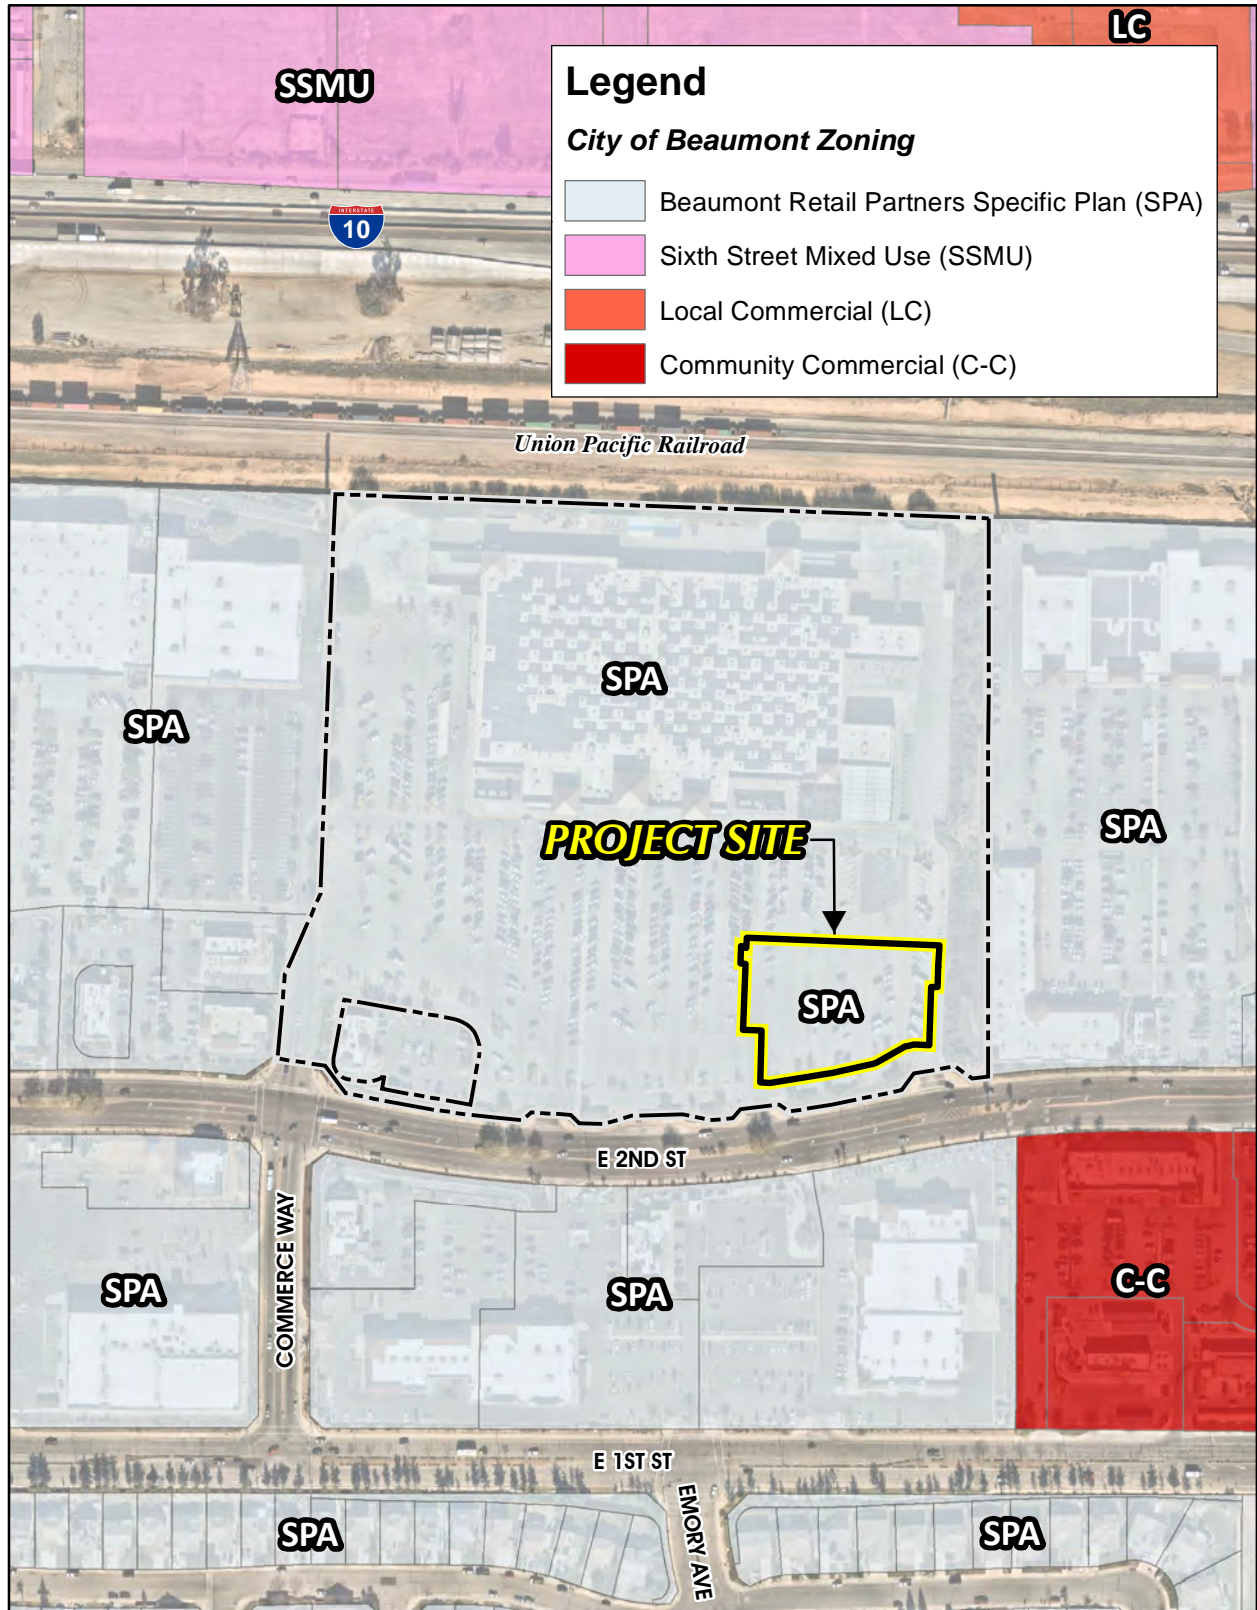 LC
SSMU
Legend
City of Beaumont Zoning
Beaumont Retail Partners Specific Plan (SPA)
Sixth Street Mixed Use (SSMU)
Local Commercial (LC)
Community Commercial (C-C)
INTERSTATE
10
Union Pacific Railroad
SPA
SPA
SPA
PROJECT SITE
SPA
E 2ND ST
COMMERCE WAY
SPA
SPA
C-C
E 1ST ST
EMORY AVE
SPA
SPA